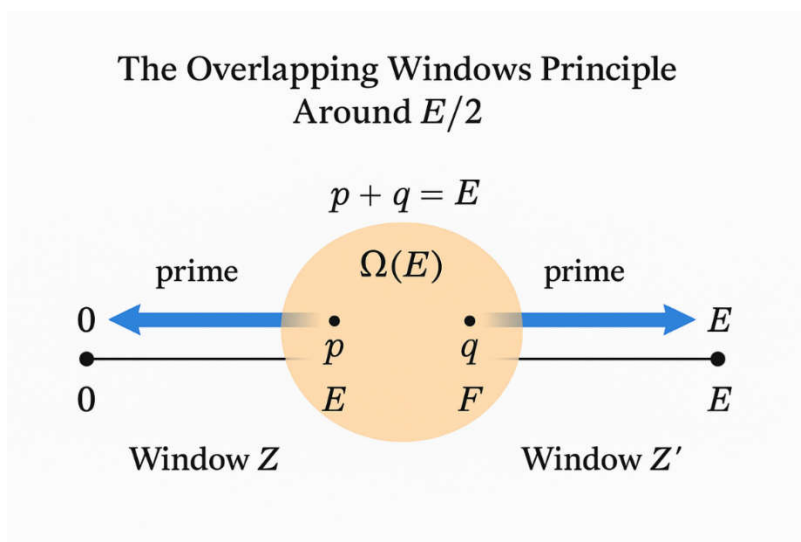 The Overlapping Windows Principle
Around E/2
p + q = E
Ω(E)
prime prime
0 E
p q
0 E F E
Window Z Window Z′